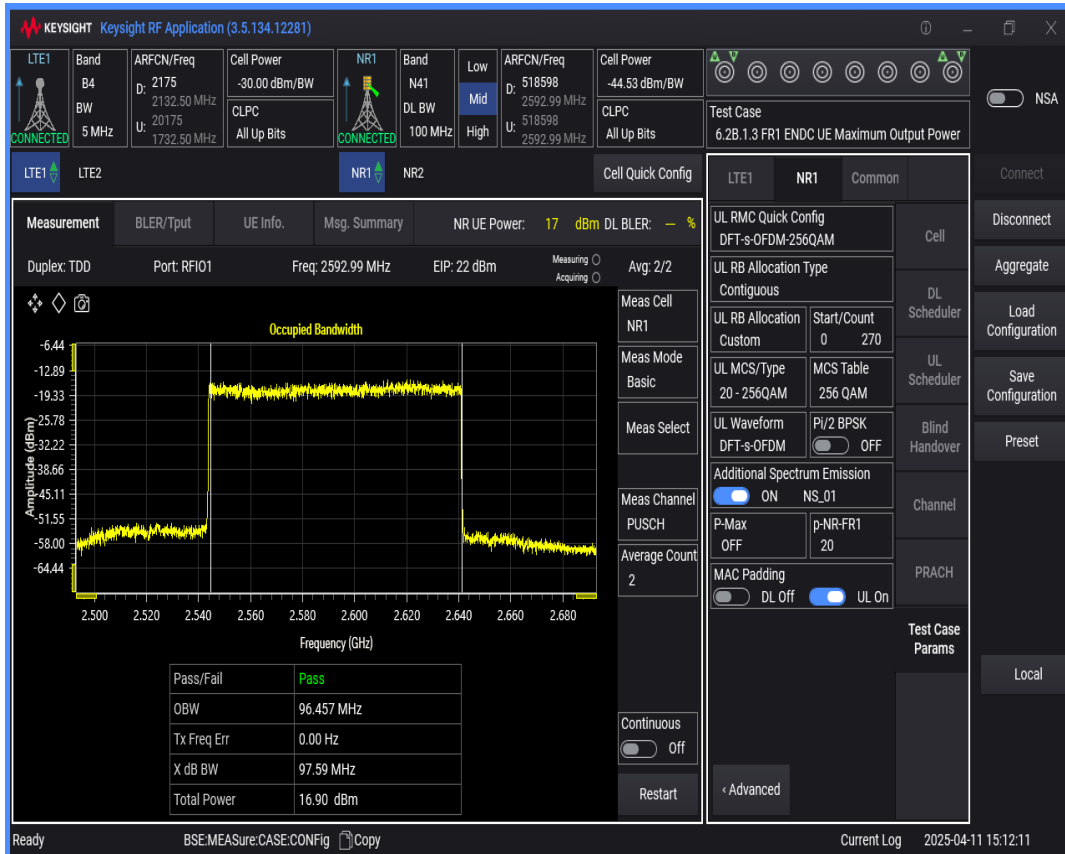 KEYSIGHT Keysight RF Application (3.5.134.12281)
LTE1
CONNECTED
Band
B4
BW
5 MHz
ARFCN/Freq
D: 2175
2132.50 MHz
U: 20175
1732.50 MHz
Cell Power
-30.00 dBm/BW
CLPC
All Up Bits
NR1
CONNECTED
Band
N41
DL BW
100 MHz
Low
Mid
High
ARFCN/Freq
D: 518598
2592.99 MHz
U: 518598
2592.99 MHz
Cell Power
-44.53 dBm/BW
CLPC
All Up Bits
Test Case
6.2B.1.3 FR1 ENDC UE Maximum Output Power
NSA
LTE1 LTE2 NR1 NR2 Cell Quick Config
Measurement BLER/Tput UE Info. Msg. Summary NR UE Power: 17 dBm DL BLER: — %
Duplex: TDD Port: RFIO1 Freq: 2592.99 MHz EIP: 22 dBm Measuring Avg: 2/2
Acquiring
Occupied Bandwidth
Amplitude (dBm)
-6.44
-12.89
-19.33
-25.78
-32.22
-38.66
-45.11
-51.55
-58.00
-64.44
2.500 2.520 2.540 2.560 2.580 2.600 2.620 2.640 2.660 2.680
Frequency (GHz)
Pass/Fail Pass
OBW 96.457 MHz
Tx Freq Err 0.00 Hz
X dB BW 97.59 MHz
Total Power 16.90 dBm
Meas Cell
NR1
Meas Mode
Basic
Meas Select
Meas Channel
PUSCH
Average Count
2
Continuous
Off
Restart
LTE1 NR1 Common
UL RMC Quick Config
DFT-s-OFDM-256QAM
UL RB Allocation Type
Contiguous
UL RB Allocation
Custom
Start/Count
0 270
UL MCS/Type
20 - 256QAM
MCS Table
256 QAM
UL Waveform
DFT-s-OFDM
Pi/2 BPSK
OFF
Additional Spectrum Emission
ON NS_01
P-Max
OFF
p-NR-FR1
20
MAC Padding
DL Off UL On
‹ Advanced
Cell
DL
Scheduler
UL
Scheduler
Blind
Handover
Channel
PRACH
Test Case
Params
Connect
Disconnect
Aggregate
Load
Configuration
Save
Configuration
Preset
Local
Ready BSE:MEASure:CASE:CONFig Copy Current Log 2025-04-11 15:12:11